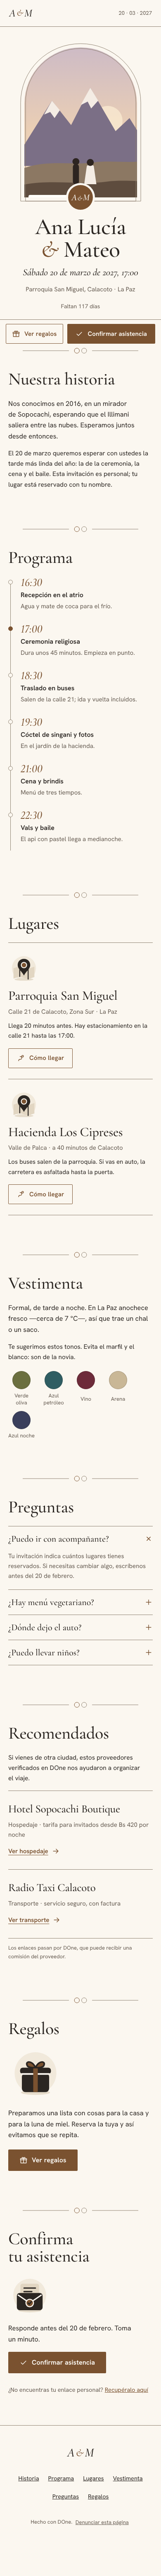 A&M
20 · 03 · 2027
A&M
Ana Lucía
& Mateo
Sábado 20 de marzo de 2027, 17:00
Parroquia San Miguel, Calacoto · La Paz
Faltan 117 días
Ver regalos
Confirmar asistencia
Nuestra historia
Nos conocimos en 2016, en un mirador
de Sopocachi, esperando que el Illimani
saliera entre las nubes. Esperamos juntos
desde entonces.
El 20 de marzo queremos esperar con ustedes la
tarde más linda del año: la de la ceremonia, la
cena y el baile. Esta invitación es personal; tu
lugar está reservado con tu nombre.
Programa
16:30
Recepción en el atrio
Agua y mate de coca para el frío.
17:00
Ceremonia religiosa
Dura unos 45 minutos. Empieza en punto.
18:30
Traslado en buses
Salen de la calle 21; ida y vuelta incluidos.
19:30
Cóctel de singani y fotos
En el jardín de la hacienda.
21:00
Cena y brindis
Menú de tres tiempos.
22:30
Vals y baile
El api con pastel llega a medianoche.
Lugares
Parroquia San Miguel
Calle 21 de Calacoto, Zona Sur · La Paz
Llega 20 minutos antes. Hay estacionamiento en la
calle 21 hasta las 17:00.
Cómo llegar
Hacienda Los Cipreses
Valle de Palca · a 40 minutos de Calacoto
Los buses salen de la parroquia. Si vas en auto, la
carretera es asfaltada hasta la puerta.
Cómo llegar
Vestimenta
Formal, de tarde a noche. En La Paz anochece
fresco —cerca de 7 °C—, así que trae un chal
o un saco.
Te sugerimos estos tonos. Evita el marfil y el
blanco: son de la novia.
Verde
oliva
Azul
petróleo
Vino
Arena
Azul noche
Preguntas
¿Puedo ir con acompañante?
Tu invitación indica cuántos lugares tienes
reservados. Si necesitas cambiar algo, escríbenos
antes del 20 de febrero.
¿Hay menú vegetariano?
¿Dónde dejo el auto?
¿Puedo llevar niños?
Recomendados
Si vienes de otra ciudad, estos proveedores
verificados en DOne nos ayudaron a organizar
el viaje.
Hotel Sopocachi Boutique
Hospedaje · tarifa para invitados desde Bs 420 por
noche
Ver hospedaje
Radio Taxi Calacoto
Transporte · servicio seguro, con factura
Ver transporte
Los enlaces pasan por DOne, que puede recibir una
comisión del proveedor.
Regalos
Preparamos una lista con cosas para la casa y
para la luna de miel. Reserva la tuya y así
evitamos que se repita.
Ver regalos
Confirma
tu asistencia
Responde antes del 20 de febrero. Toma
un minuto.
Confirmar asistencia
¿No encuentras tu enlace personal? Recupéralo aquí
A&M
Historia
Programa
Lugares
Vestimenta
Preguntas
Regalos
Hecho con DOne. Denunciar esta página